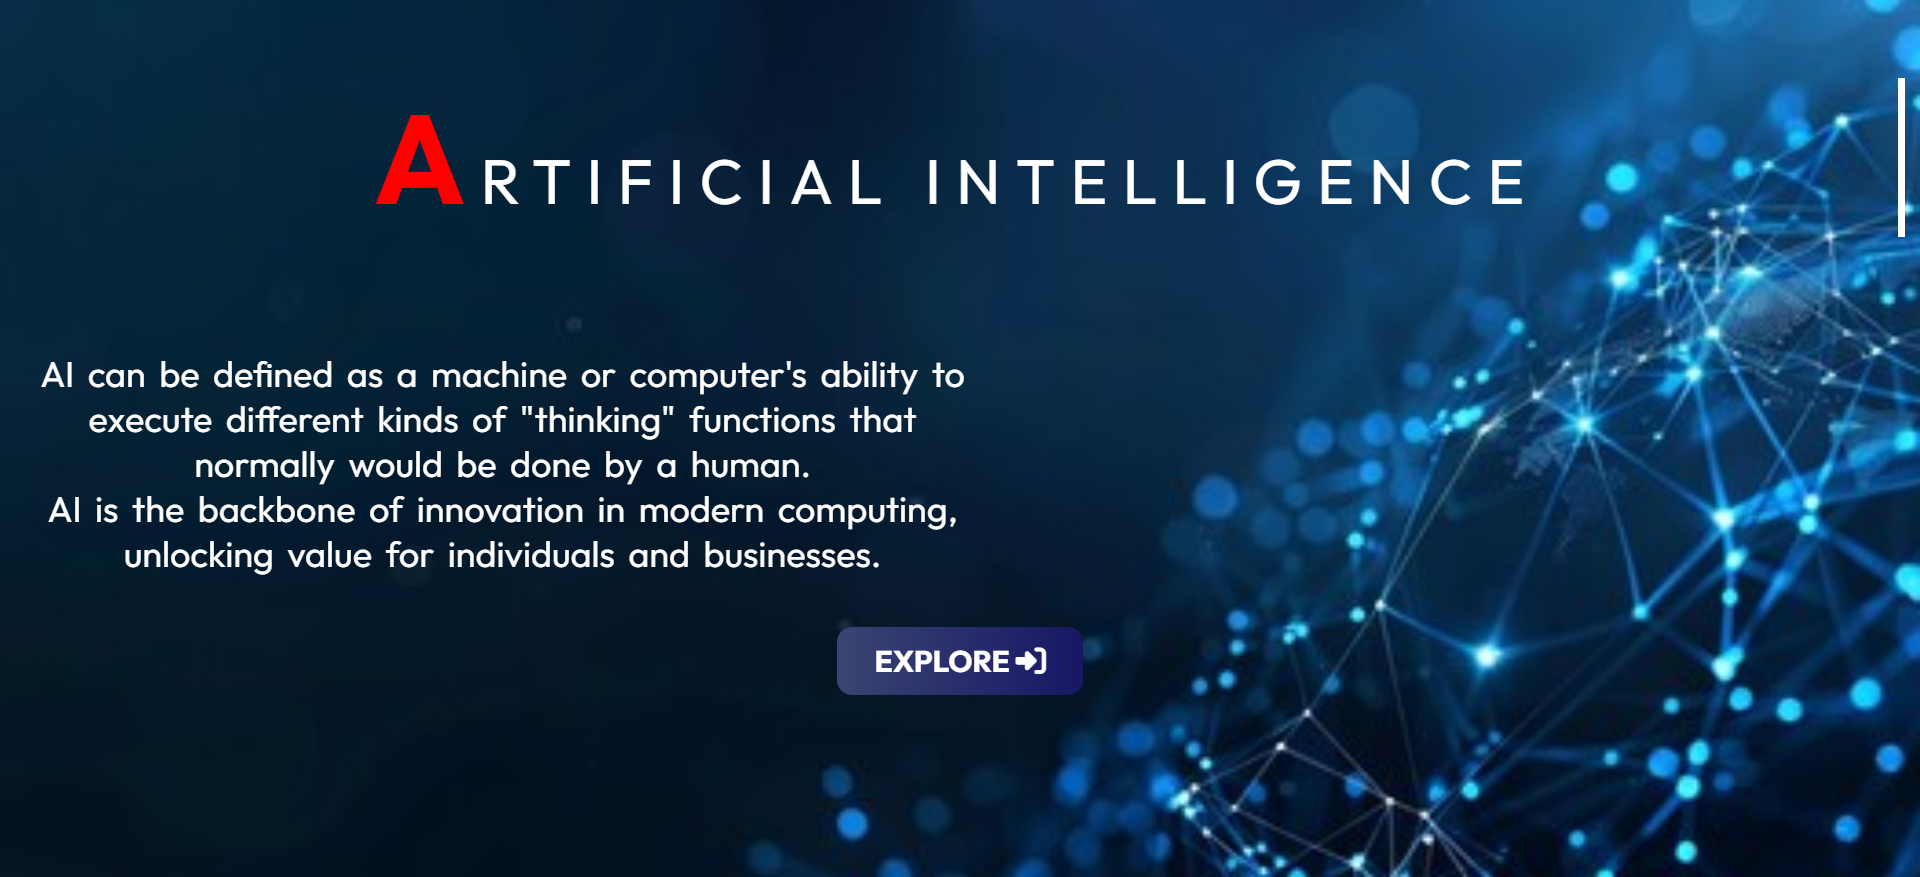 ARTIFICIAL INTELLIGENCE
AI can be defined as a machine or computer's ability to
execute different kinds of "thinking" functions that
normally would be done by a human.
AI is the backbone of innovation in modern computing,
unlocking value for individuals and businesses.
EXPLORE